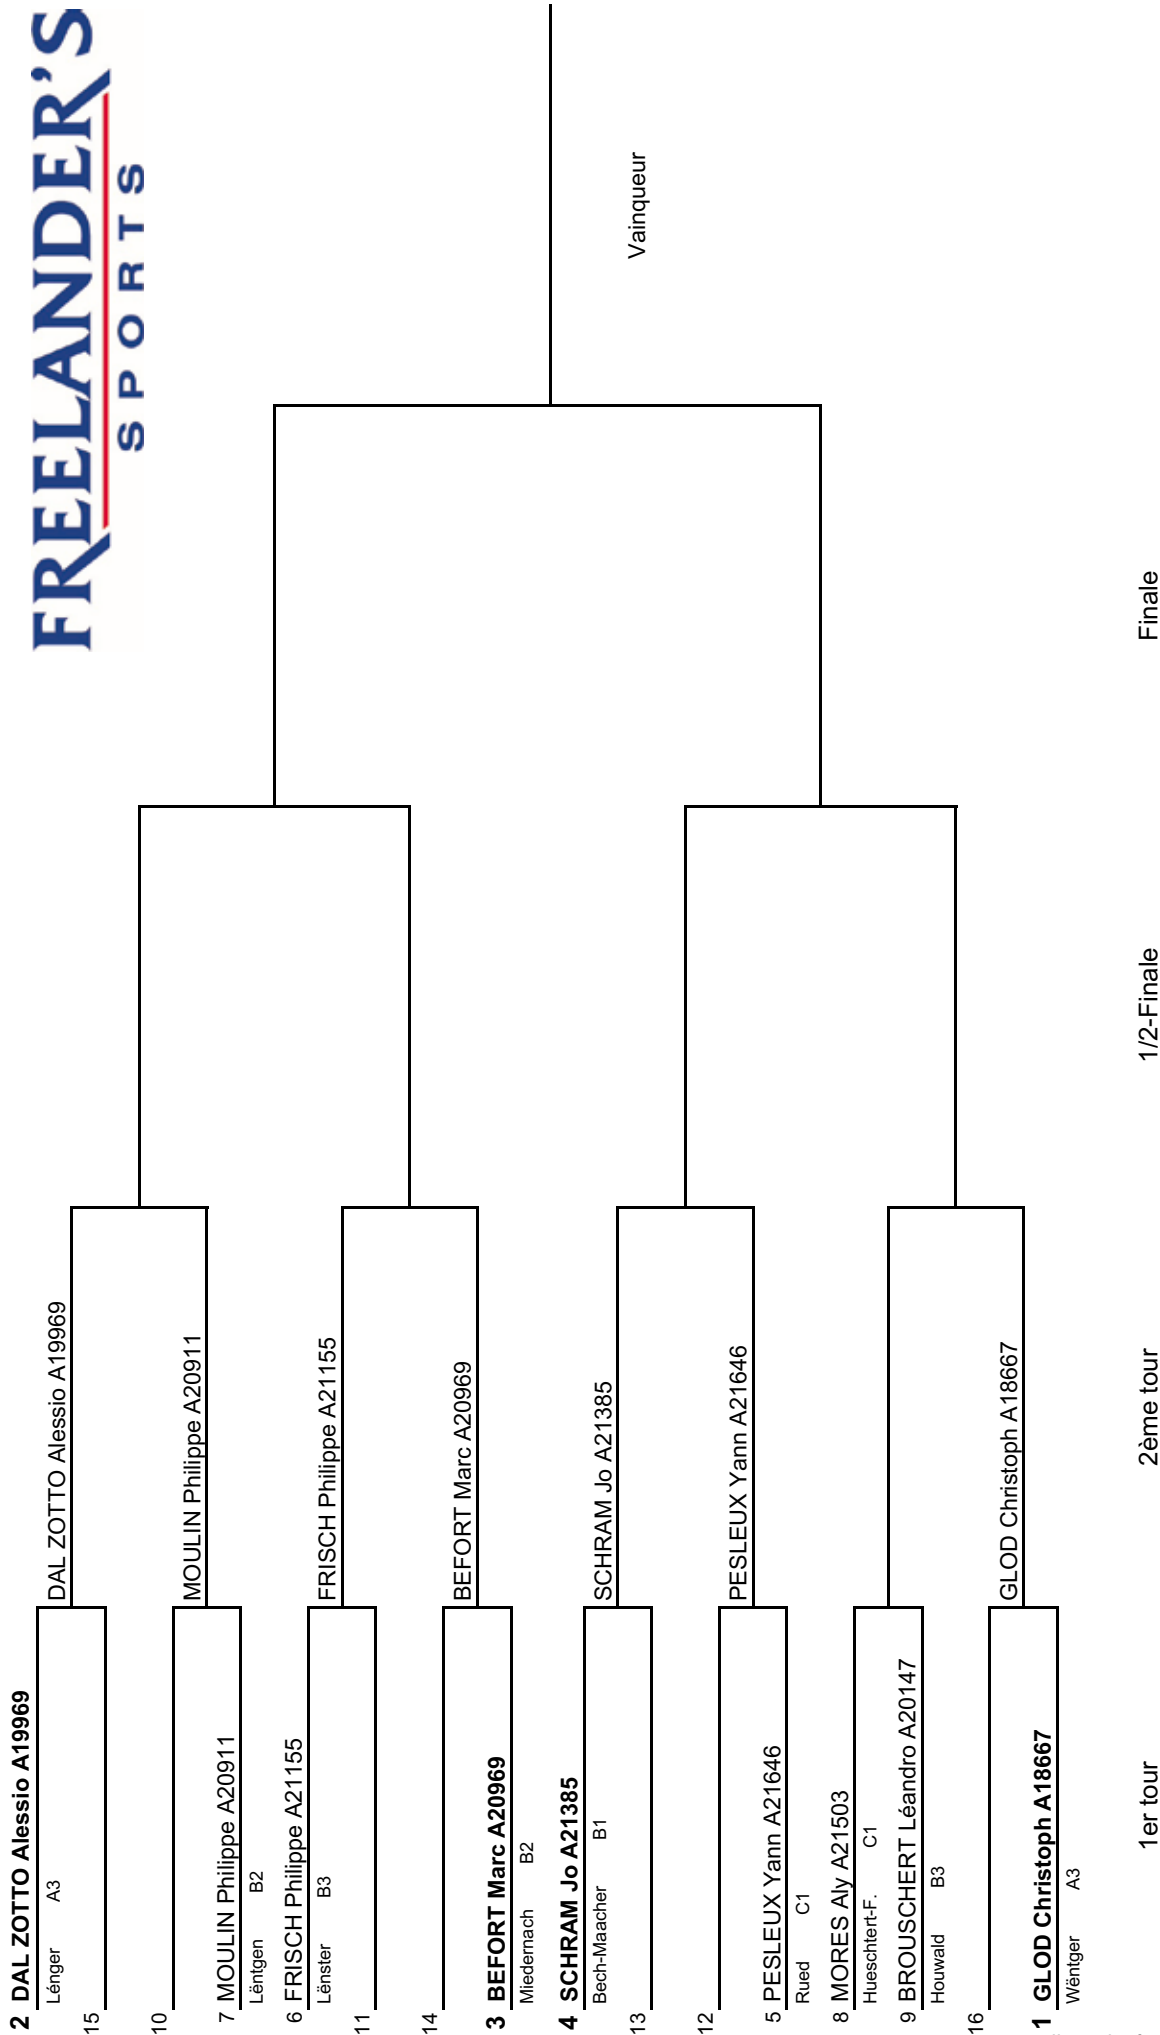 FREELANDER'S
SPORTS
2 DAL ZOTTO Alessio A19969
Lénger A3
15
DAL ZOTTO Alessio A19969
10
7 MOULIN Philippe A20911
Lëntgen B2
MOULIN Philippe A20911
6 FRISCH Philippe A21155
Lënster B3
11
FRISCH Philippe A21155
14
3 BEFORT Marc A20969
Miedernach B2
BEFORT Marc A20969
4 SCHRAM Jo A21385
Bech-Maacher B1
13
SCHRAM Jo A21385
12
5 PESLEUX Yann A21646
Rued C1
PESLEUX Yann A21646
8 MORES Aly A21503
Hueschtert-F. C1
9 BROUSCHERT Léandro A20147
Houwald B3
16
1 GLOD Christoph A18667
Wëntger A3
GLOD Christoph A18667
Vainqueur
1er tour
2ème tour
1/2-Finale
Finale